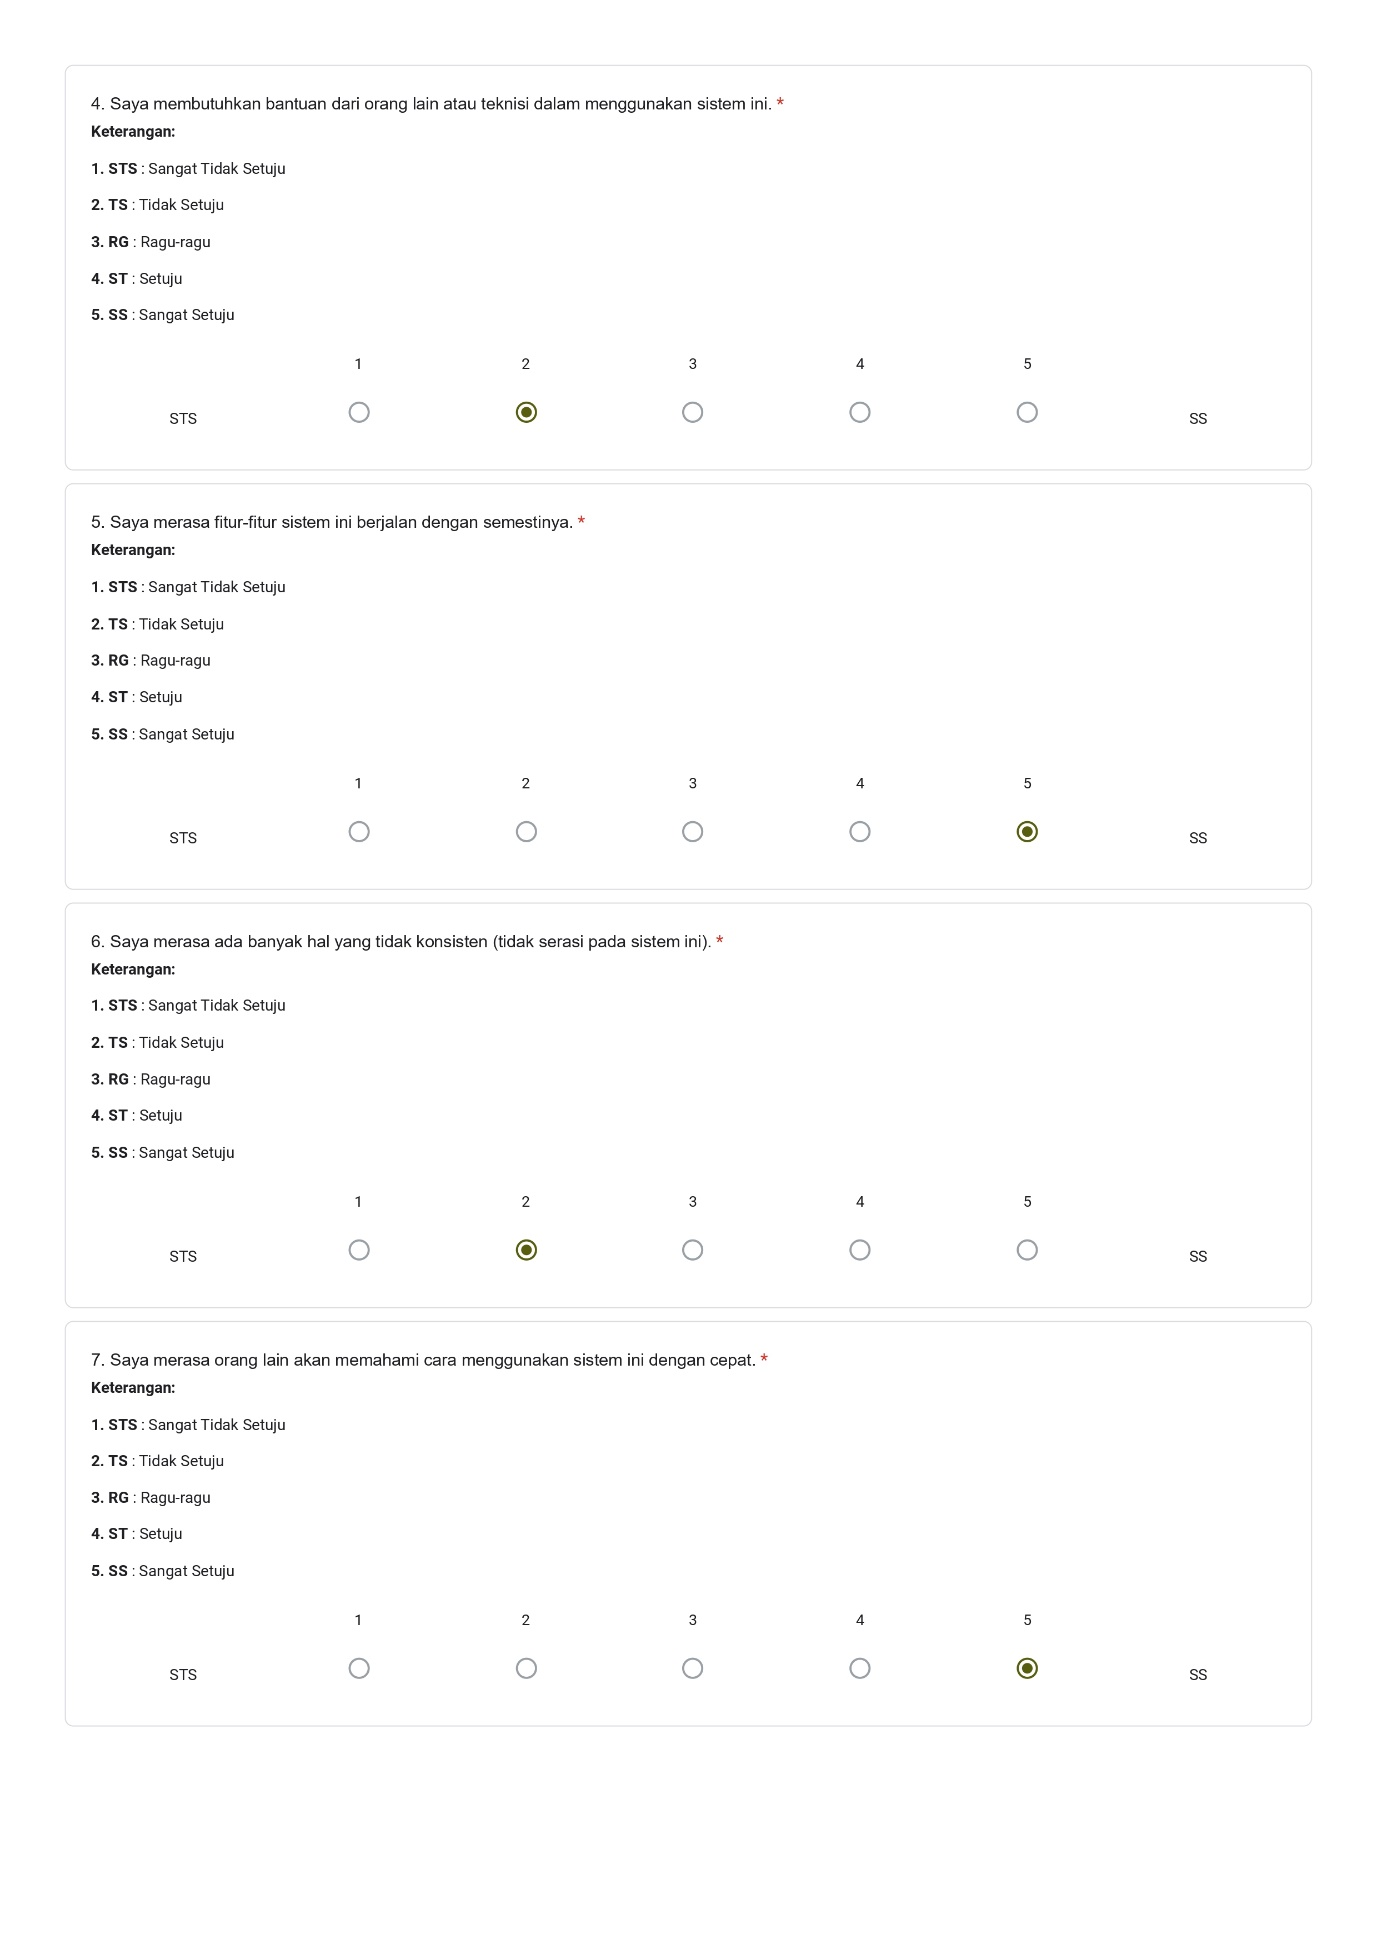 4. Saya membutuhkan bantuan dari orang lain atau teknisi dalam menggunakan sistem ini. *
Keterangan:
1. STS : Sangat Tidak Setuju
2. TS : Tidak Setuju
3. RG : Ragu-ragu
4. ST : Setuju
5. SS : Sangat Setuju
1 2 3 4 5
STS SS
5. Saya merasa fitur-fitur sistem ini berjalan dengan semestinya. *
Keterangan:
1. STS : Sangat Tidak Setuju
2. TS : Tidak Setuju
3. RG : Ragu-ragu
4. ST : Setuju
5. SS : Sangat Setuju
1 2 3 4 5
STS SS
6. Saya merasa ada banyak hal yang tidak konsisten (tidak serasi pada sistem ini). *
Keterangan:
1. STS : Sangat Tidak Setuju
2. TS : Tidak Setuju
3. RG : Ragu-ragu
4. ST : Setuju
5. SS : Sangat Setuju
1 2 3 4 5
STS SS
7. Saya merasa orang lain akan memahami cara menggunakan sistem ini dengan cepat. *
Keterangan:
1. STS : Sangat Tidak Setuju
2. TS : Tidak Setuju
3. RG : Ragu-ragu
4. ST : Setuju
5. SS : Sangat Setuju
1 2 3 4 5
STS SS